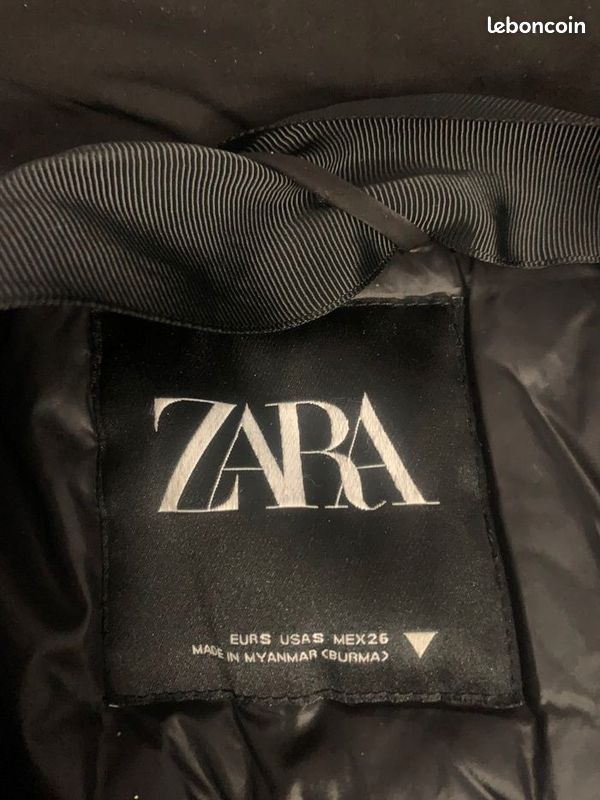 leboncoin
ZARA
EUR S USA S MEX 26
MADE IN MYANMAR (BURMA)